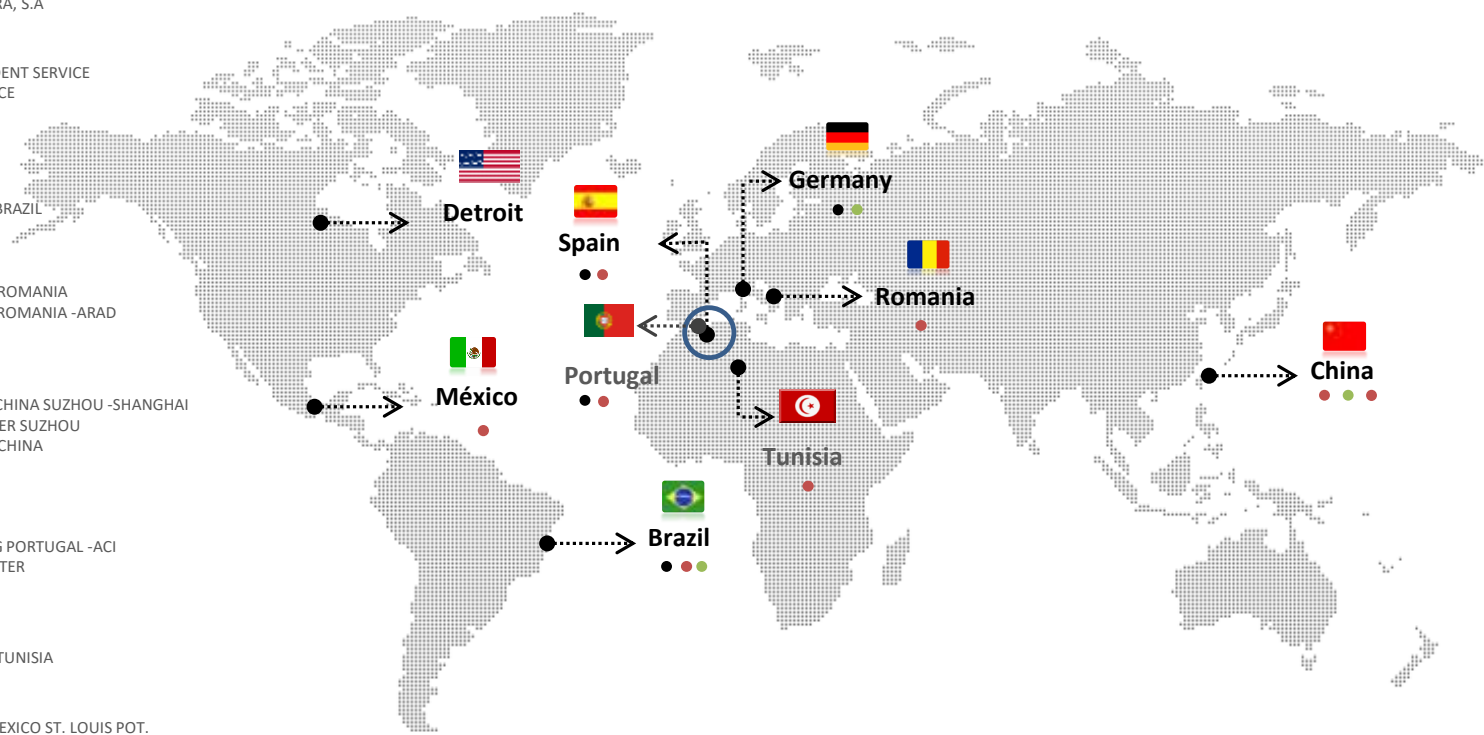 RA, S.A
DENT SERVICE
CE
BRAZIL
ROMANIA
ROMANIA -ARAD
CHINA SUZHOU -SHANGHAI
ER SUZHOU
CHINA
G PORTUGAL -ACI
TER
TUNISIA
EXICO ST. LOUIS POT.
Detroit
Spain
Germany
Romania
Portugal
México
China
Tunisia
Brazil